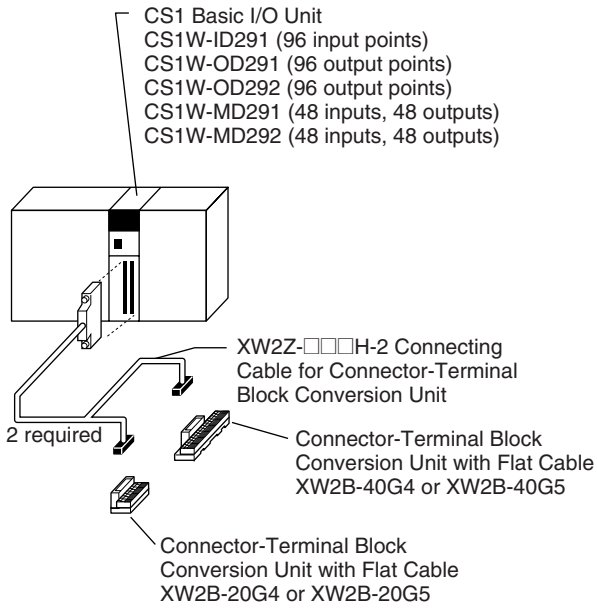 CS1 Basic I/O Unit
CS1W-ID291 (96 input points)
CS1W-OD291 (96 output points)
CS1W-OD292 (96 output points)
CS1W-MD291 (48 inputs, 48 outputs)
CS1W-MD292 (48 inputs, 48 outputs)
XW2Z-□□□H-2 Connecting
Cable for Connector-Terminal
Block Conversion Unit
2 required
Connector-Terminal Block
Conversion Unit with Flat Cable
XW2B-40G4 or XW2B-40G5
Connector-Terminal Block
Conversion Unit with Flat Cable
XW2B-20G4 or XW2B-20G5